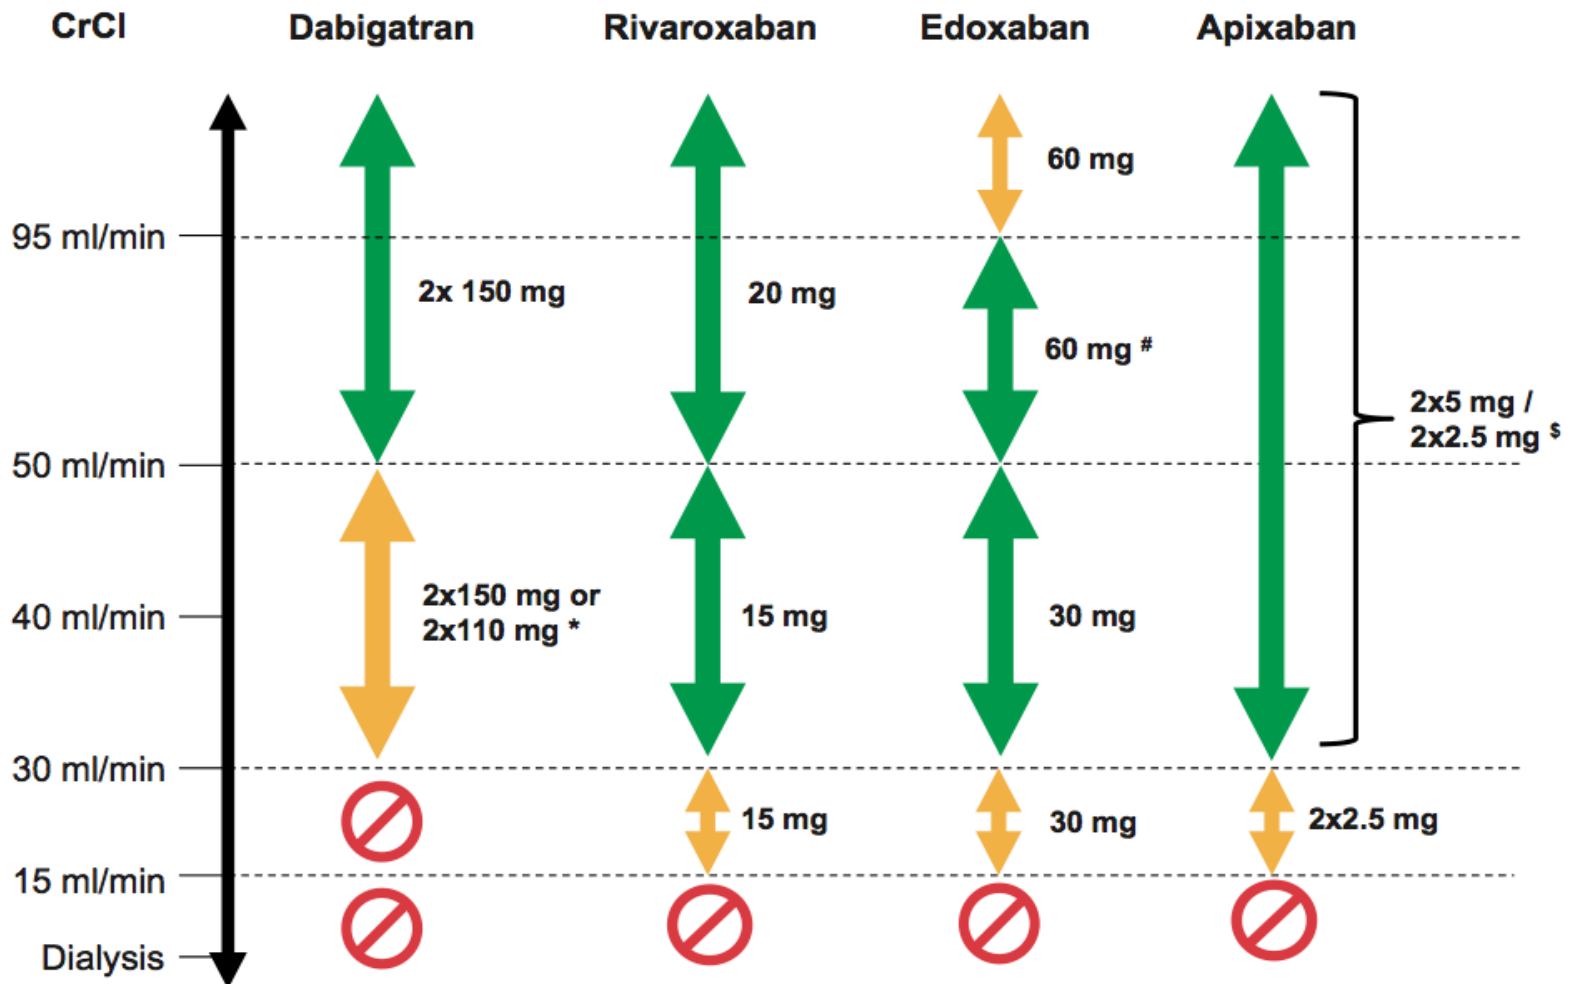 CrCl Dabigatran Rivaroxaban Edoxaban Apixaban
60 mg
95 ml/min
2x 150 mg 20 mg
60 mg #
2x5 mg /
2x2.5 mg $
50 ml/min
2x150 mg or
2x110 mg *
40 ml/min 15 mg 30 mg
30 ml/min
15 mg 30 mg 2x2.5 mg
15 ml/min
Dialysis